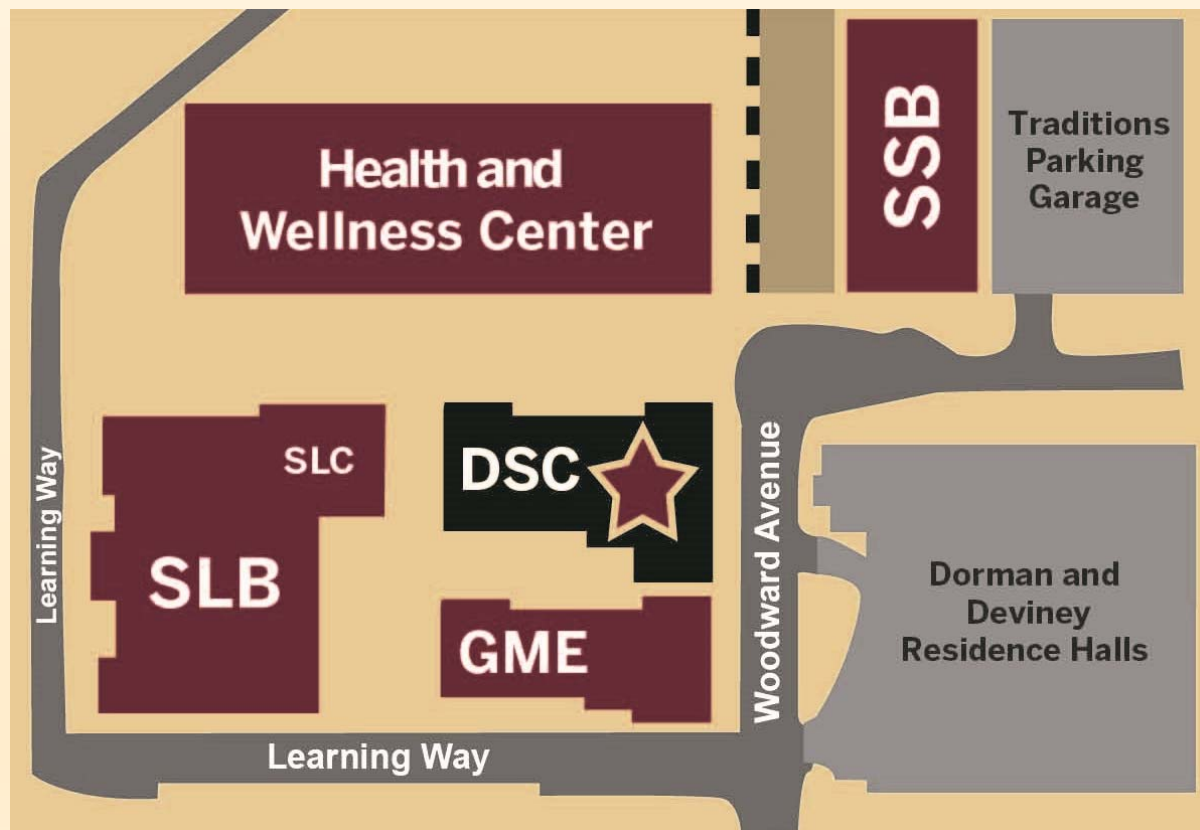 Health and
Wellness Center
SSB
Traditions
Parking
Garage
SLC
SLB
DSC
GME
Learning Way
Learning Way
Woodward Avenue
Dorman and
Deviney
Residence Halls